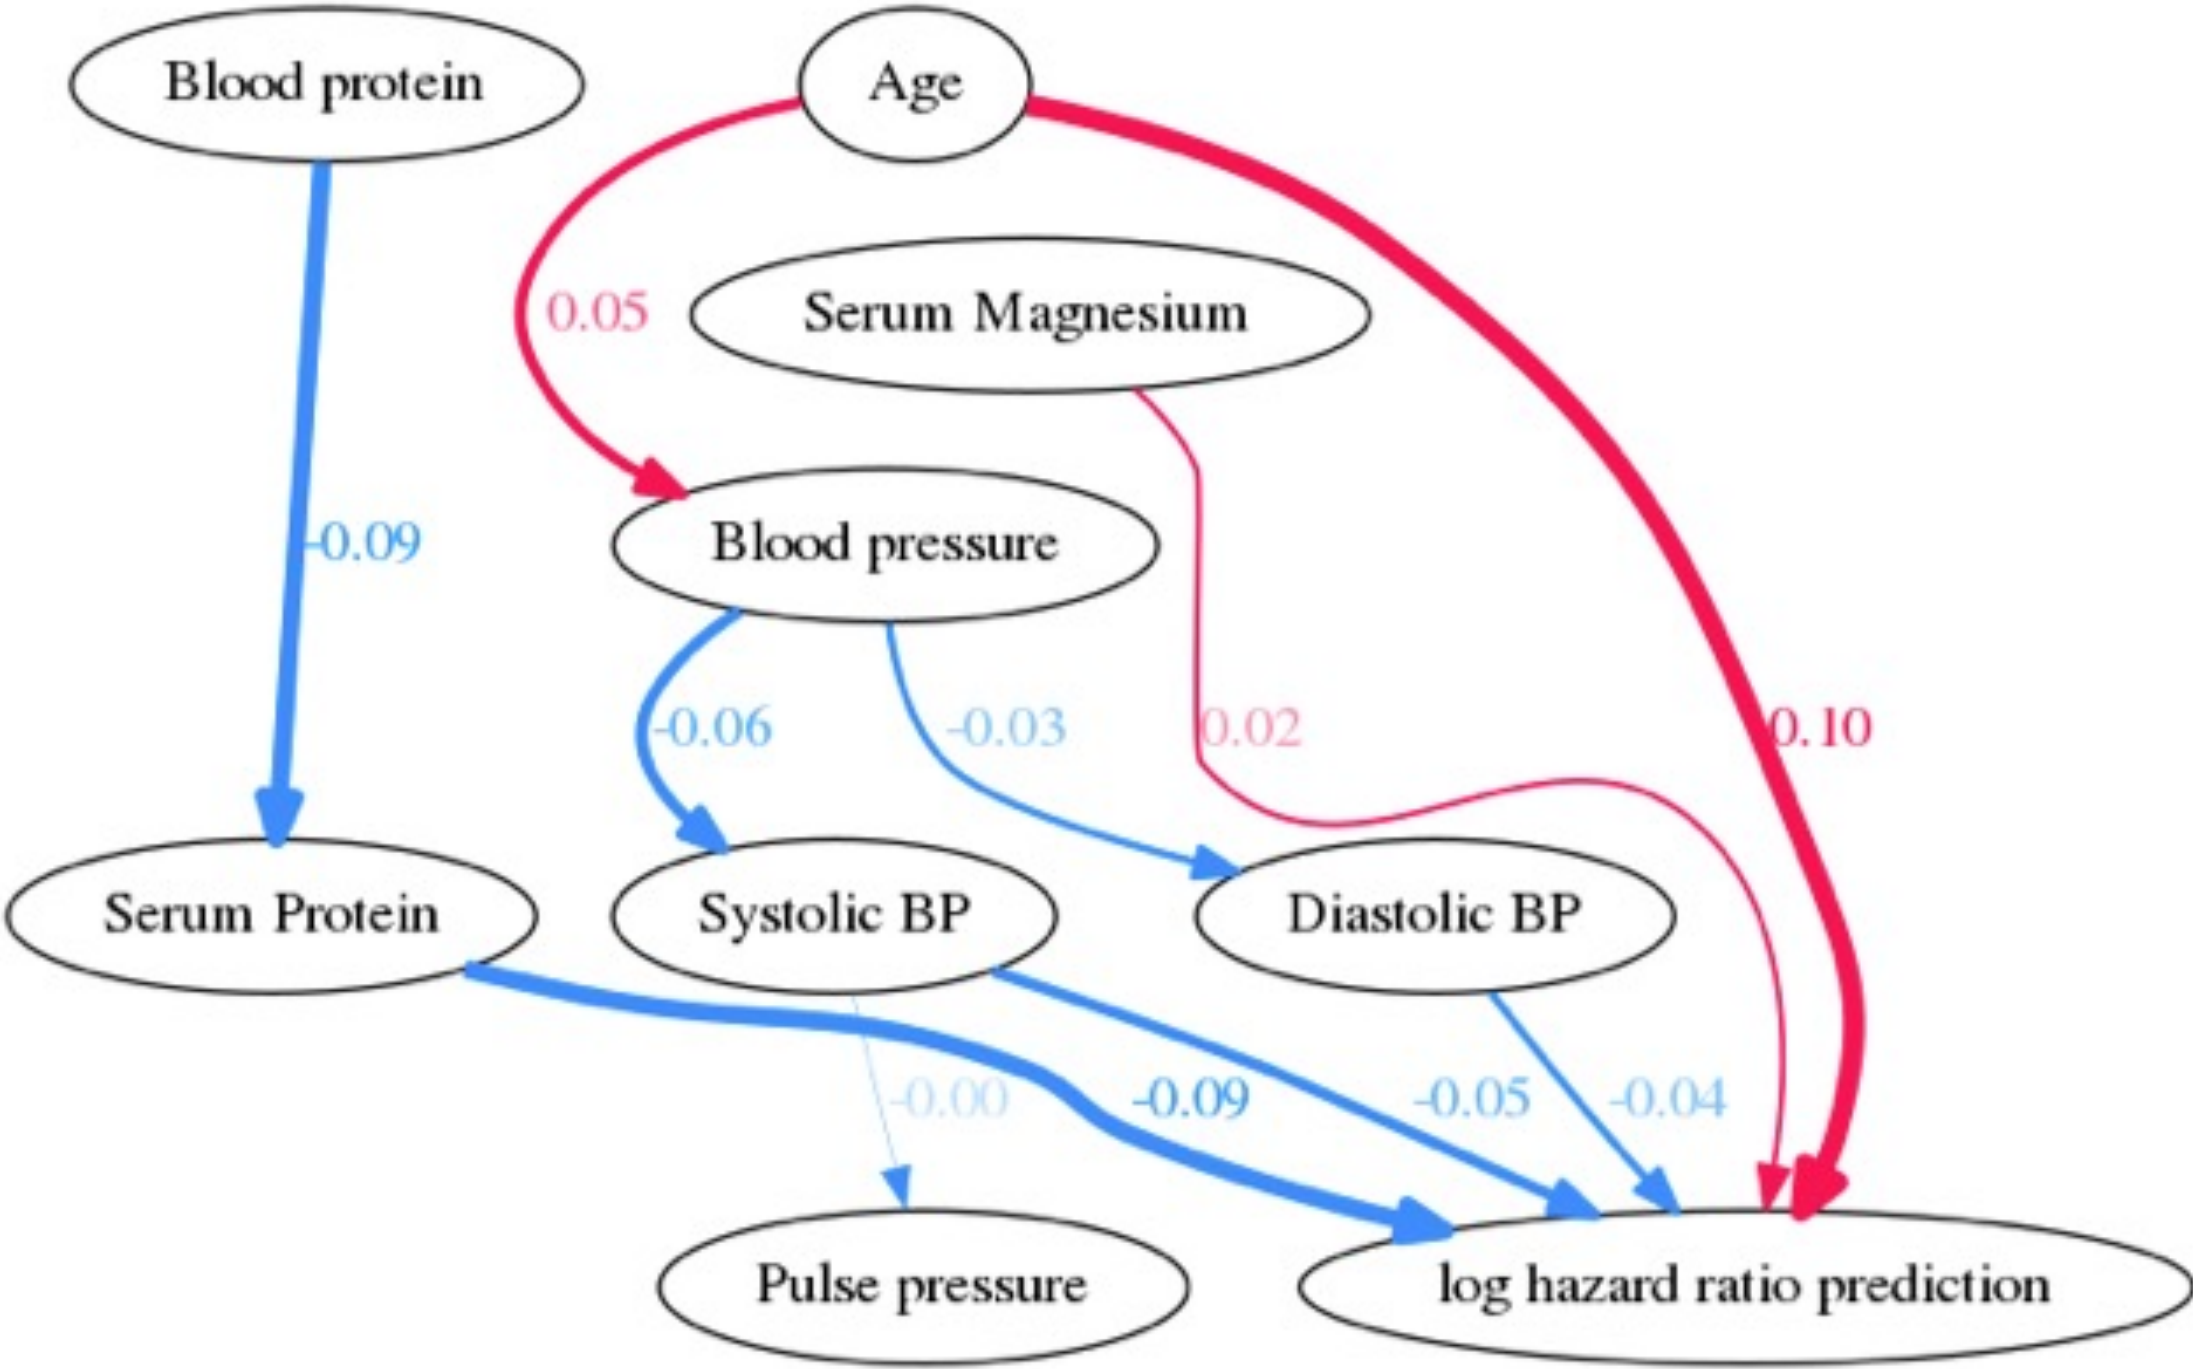 Blood protein
Age
0.05
Serum Magnesium
-0.09
Blood pressure
-0.06
-0.03
0.02
0.10
Serum Protein
Systolic BP
Diastolic BP
-0.00
-0.09
-0.05
-0.04
Pulse pressure
log hazard ratio prediction